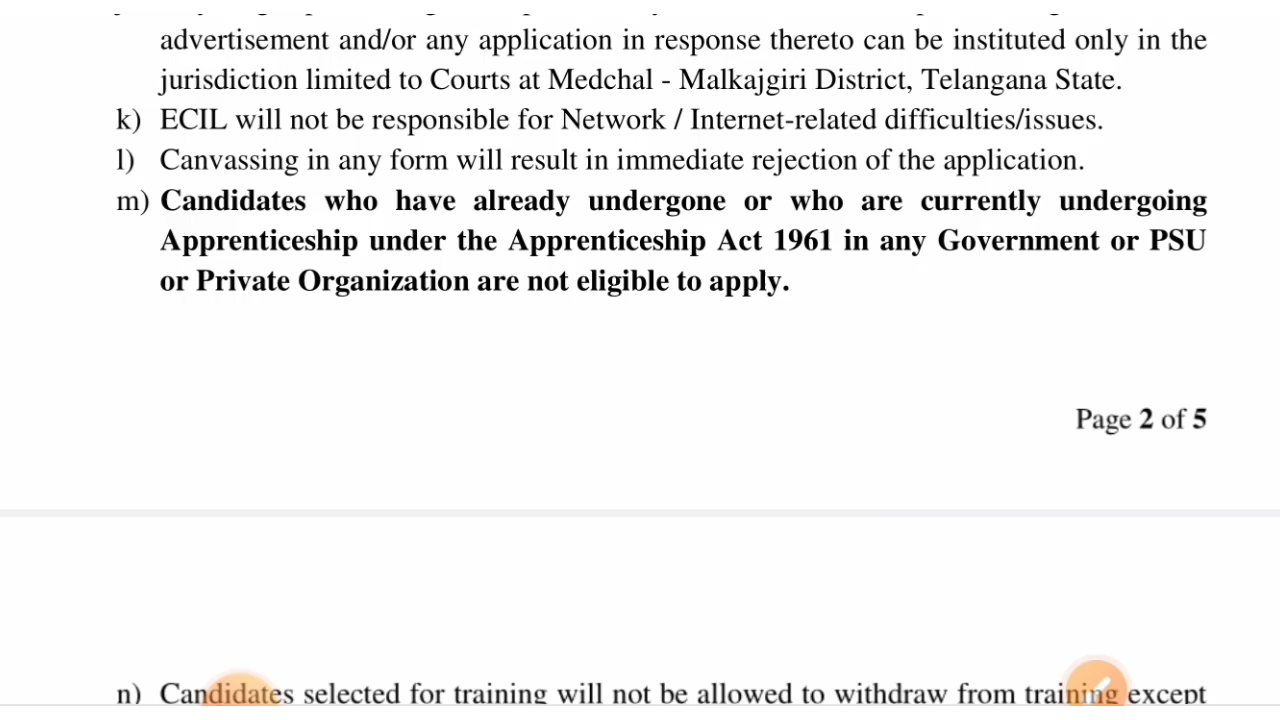 advertisement and/or any application in response thereto can be instituted only in the
jurisdiction limited to Courts at Medchal - Malkajgiri District, Telangana State.
k) ECIL will not be responsible for Network / Internet-related difficulties/issues.
l) Canvassing in any form will result in immediate rejection of the application.
m) Candidates who have already undergone or who are currently undergoing
Apprenticeship under the Apprenticeship Act 1961 in any Government or PSU
or Private Organization are not eligible to apply.
Page 2 of 5
n) Candidates selected for training will not be allowed to withdraw from training except